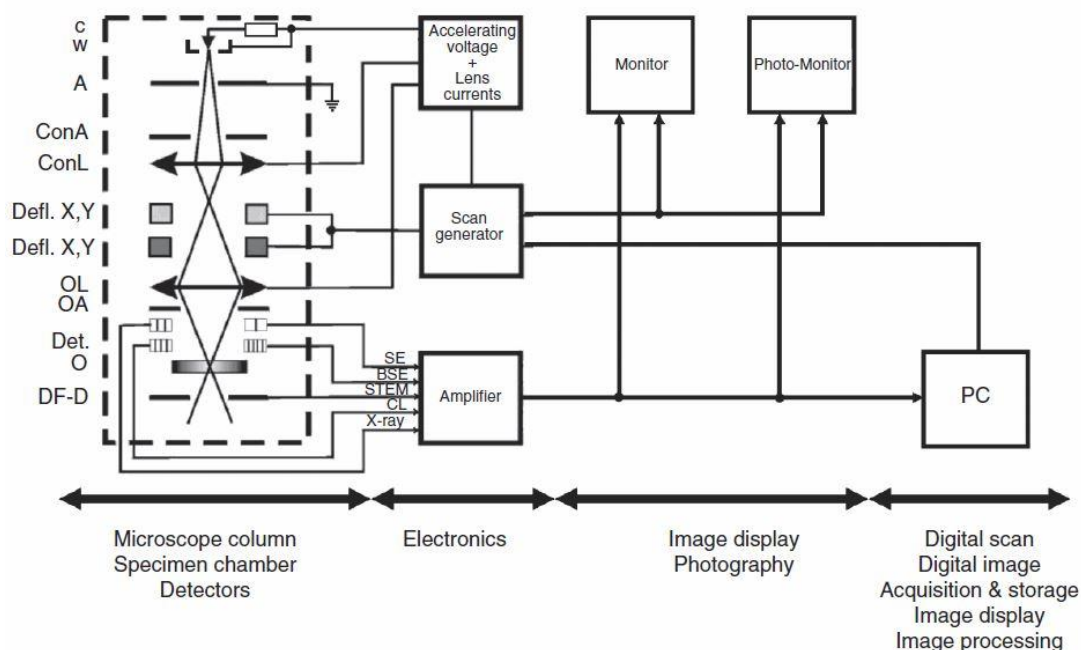 c
w
A
ConA
ConL
Defl. X,Y
Defl. X,Y
OL
OA
Det.
O
DF-D
Accelerating
voltage
+
Lens
currents
Scan
generator
SE
BSE
STEM
CL
X-ray
Amplifier
Monitor
Photo-Monitor
PC
Microscope column
Specimen chamber
Detectors
Electronics
Image display
Photography
Digital scan
Digital image
Acquisition & storage
Image display
Image processing